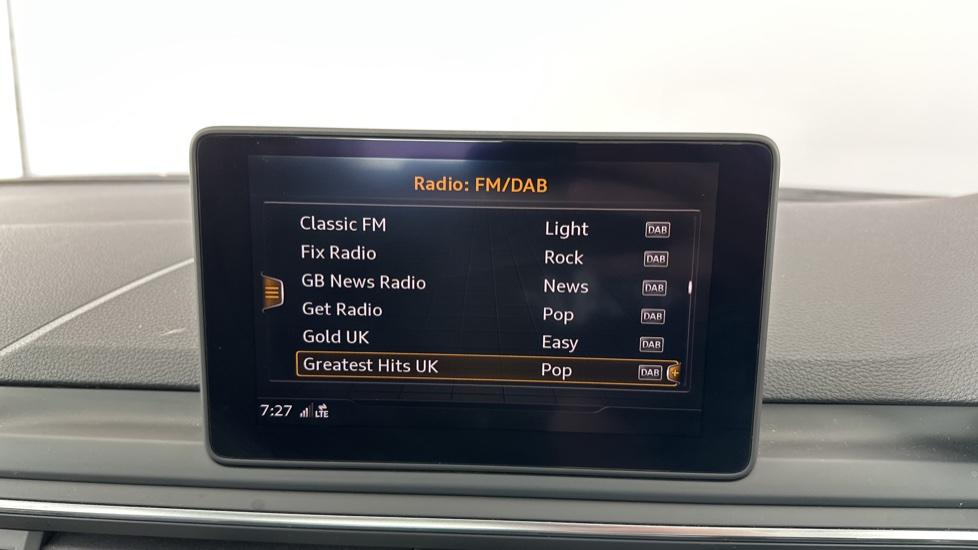 Radio: FM/DAB
Classic FM Light DAB
Fix Radio Rock DAB
GB News Radio News DAB
Get Radio Pop DAB
Gold UK Easy DAB
Greatest Hits UK Pop DAB +
7:27 LTE